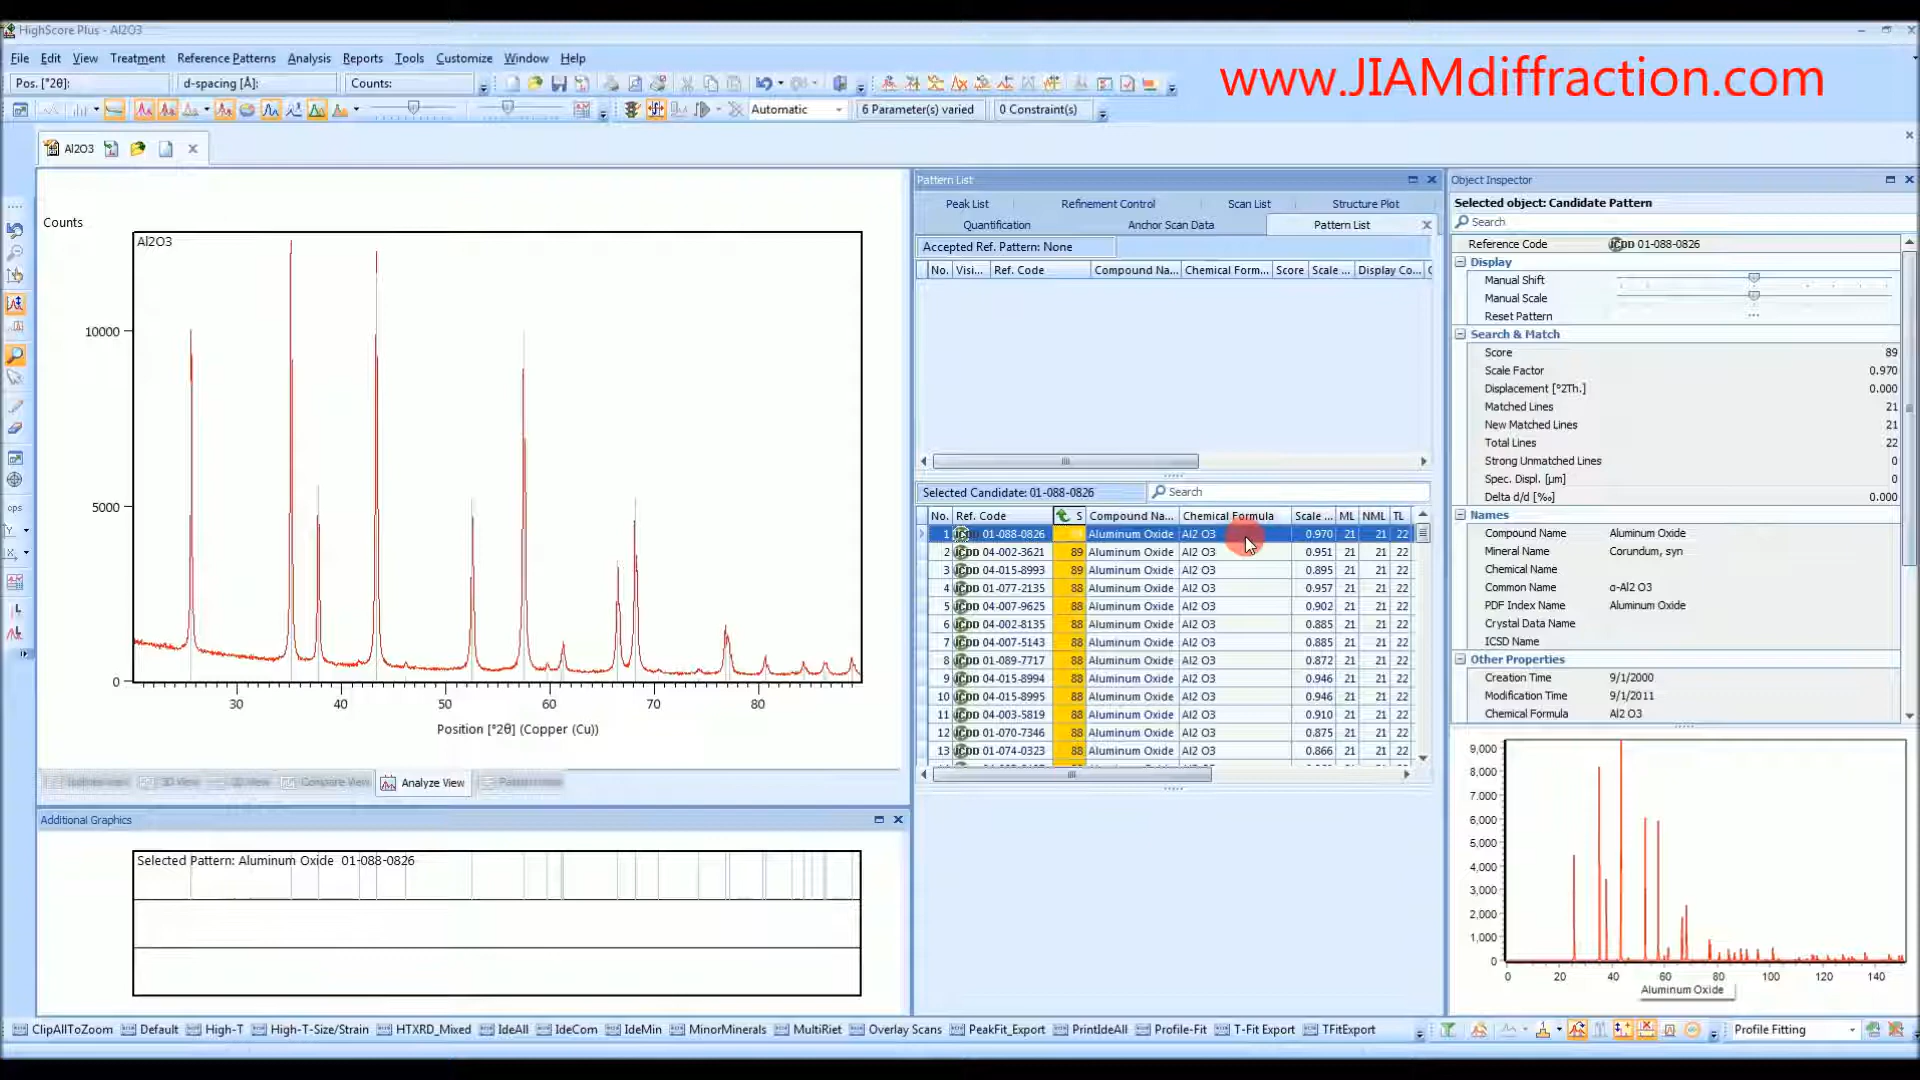 HighScore Plus - Al2O3
www.JIAMdiffraction.com
File Edit View Treatment Reference Patterns Analysis Reports Tools Customize Window Help
Pos. [°2θ]: d-spacing [Å]: Counts:
Automatic 6 Parameter(s) varied 0 Constraint(s)
Al2O3
Counts
Al2O3
10000
5000
0
30 40 50 60 70 80
Position [°2θ] (Copper (Cu))
Compare View Analyze View
Additional Graphics
Selected Pattern: Aluminum Oxide 01-088-0826
Pattern List
Peak List Refinement Control Scan List Structure Plot
Quantification Anchor Scan Data Pattern List
Accepted Ref. Pattern: None
No. Visi... Ref. Code Compound Na... Chemical Form... Score Scale ... Display Co...
Selected Candidate: 01-088-0826 Search
No. Ref. Code S Compound Na... Chemical Formula Scale ... ML NML TL
1 01-088-0826 Aluminum Oxide Al2 O3 0.970 21 21 22
2 04-002-3621 89 Aluminum Oxide Al2 O3 0.951 21 21 22
3 04-015-8993 89 Aluminum Oxide Al2 O3 0.895 21 21 22
4 01-077-2135 88 Aluminum Oxide Al2 O3 0.957 21 21 22
5 04-007-9625 88 Aluminum Oxide Al2 O3 0.902 21 21 22
6 04-002-8135 88 Aluminum Oxide Al2 O3 0.885 21 21 22
7 04-007-5143 88 Aluminum Oxide Al2 O3 0.885 21 21 22
8 01-089-7717 88 Aluminum Oxide Al2 O3 0.872 21 21 22
9 04-015-8994 88 Aluminum Oxide Al2 O3 0.946 21 21 22
10 04-015-8995 88 Aluminum Oxide Al2 O3 0.946 21 21 22
11 04-003-5819 88 Aluminum Oxide Al2 O3 0.910 21 21 22
12 01-070-7346 88 Aluminum Oxide Al2 O3 0.875 21 21 22
13 01-074-0323 88 Aluminum Oxide Al2 O3 0.866 21 21 22
Object Inspector
Selected object: Candidate Pattern
Search
Reference Code 01-088-0826
Display
Manual Shift
Manual Scale
Reset Pattern ...
Search & Match
Score 89
Scale Factor 0.970
Displacement [°2Th.] 0.000
Matched Lines 21
New Matched Lines 21
Total Lines 22
Strong Unmatched Lines 0
Spec. Displ. [µm] 0
Delta d/d [‰] 0.000
Names
Compound Name Aluminum Oxide
Mineral Name Corundum, syn
Chemical Name
Common Name α-Al2 O3
PDF Index Name Aluminum Oxide
Crystal Data Name
ICSD Name
Other Properties
Creation Time 9/1/2000
Modification Time 9/1/2011
Chemical Formula Al2 O3
9,000
8,000
7,000
6,000
5,000
4,000
3,000
2,000
1,000
0
0 20 40 60 80 100 120 140
Aluminum Oxide
ClipAllToZoom Default High-T High-T-Size/Strain HTXRD_Mixed IdeAll IdeCom IdeMin MinorMinerals MultiRiet Overlay Scans PeakFit_Export PrintIdeAll Profile-Fit T-Fit Export TFitExport Profile Fitting